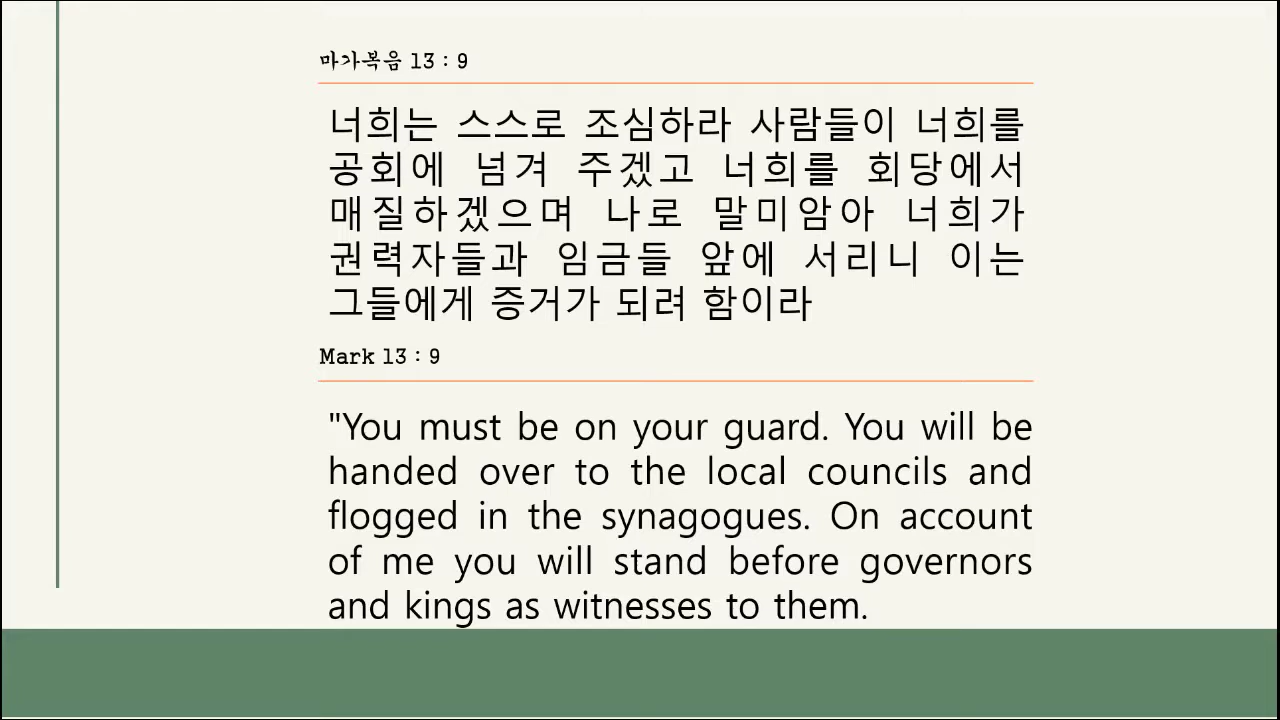 마가복음 13 : 9
너희는 스스로 조심하라 사람들이 너희를
공회에 넘겨 주겠고 너희를 회당에서
매질하겠으며 나로 말미암아 너희가
권력자들과 임금들 앞에 서리니 이는
그들에게 증거가 되려 함이라
Mark 13 : 9
"You must be on your guard. You will be
handed over to the local councils and
flogged in the synagogues. On account
of me you will stand before governors
and kings as witnesses to them.